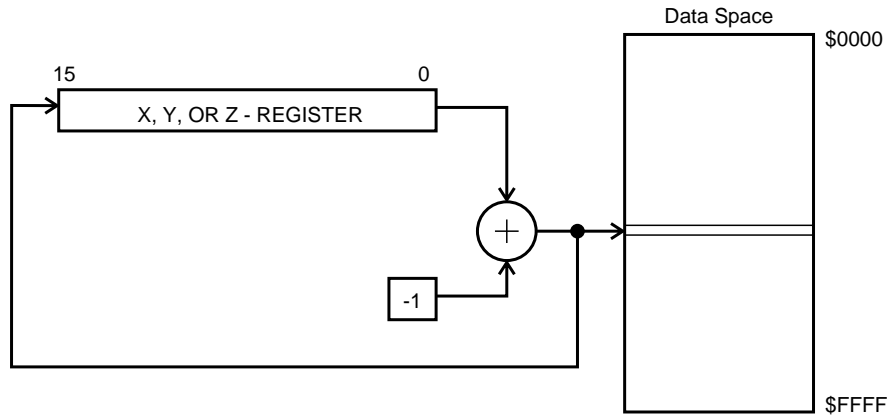 Data Space
$0000
15 0
X, Y, OR Z - REGISTER
+
-1
$FFFF